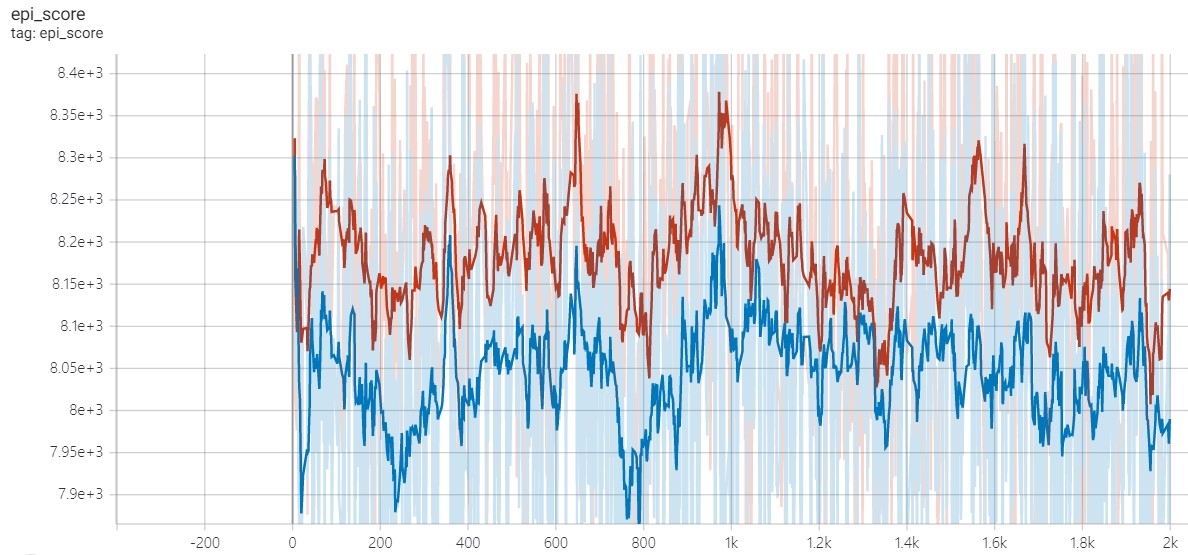 epi_score
tag: epi_score
8.4e+3
8.35e+3
8.3e+3
8.25e+3
8.2e+3
8.15e+3
8.1e+3
8.05e+3
8e+3
7.95e+3
7.9e+3
-200 0 200 400 600 800 1k 1.2k 1.4k 1.6k 1.8k 2k